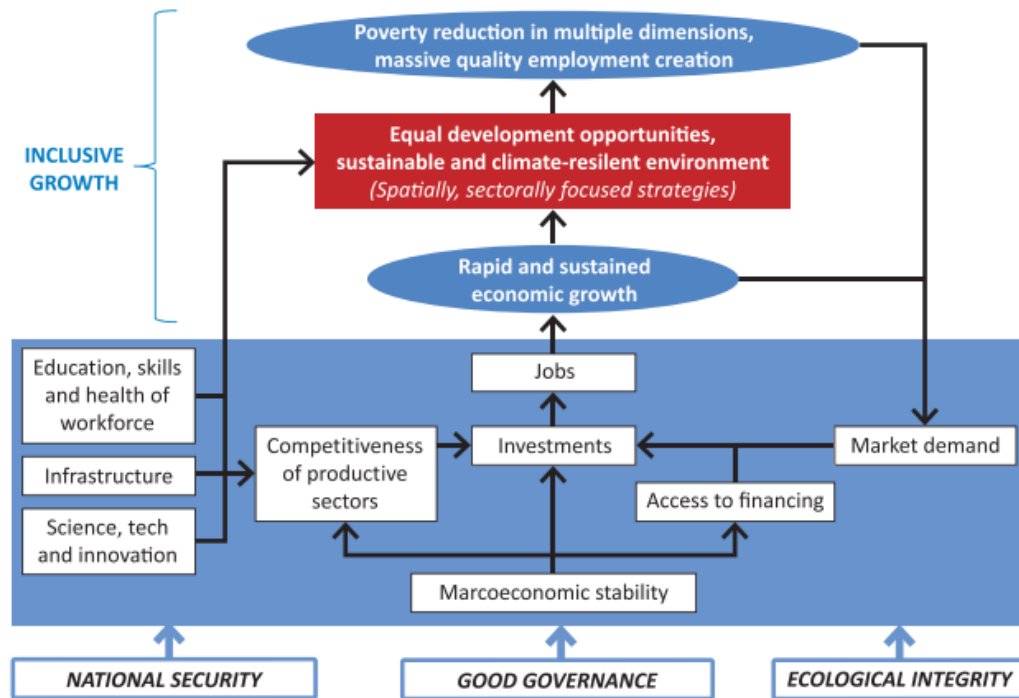 Poverty reduction in multiple dimensions,
massive quality employment creation
INCLUSIVE
GROWTH
Equal development opportunities,
sustainable and climate-resilent environment
(Spatially, sectorally focused strategies)
Rapid and sustained
economic growth
Education, skills
and health of
workforce
Jobs
Competitiveness
of productive
sectors
Investments
Market demand
Infrastructure
Access to financing
Science, tech
and innovation
Marcoeconomic stability
NATIONAL SECURITY
GOOD GOVERNANCE
ECOLOGICAL INTEGRITY